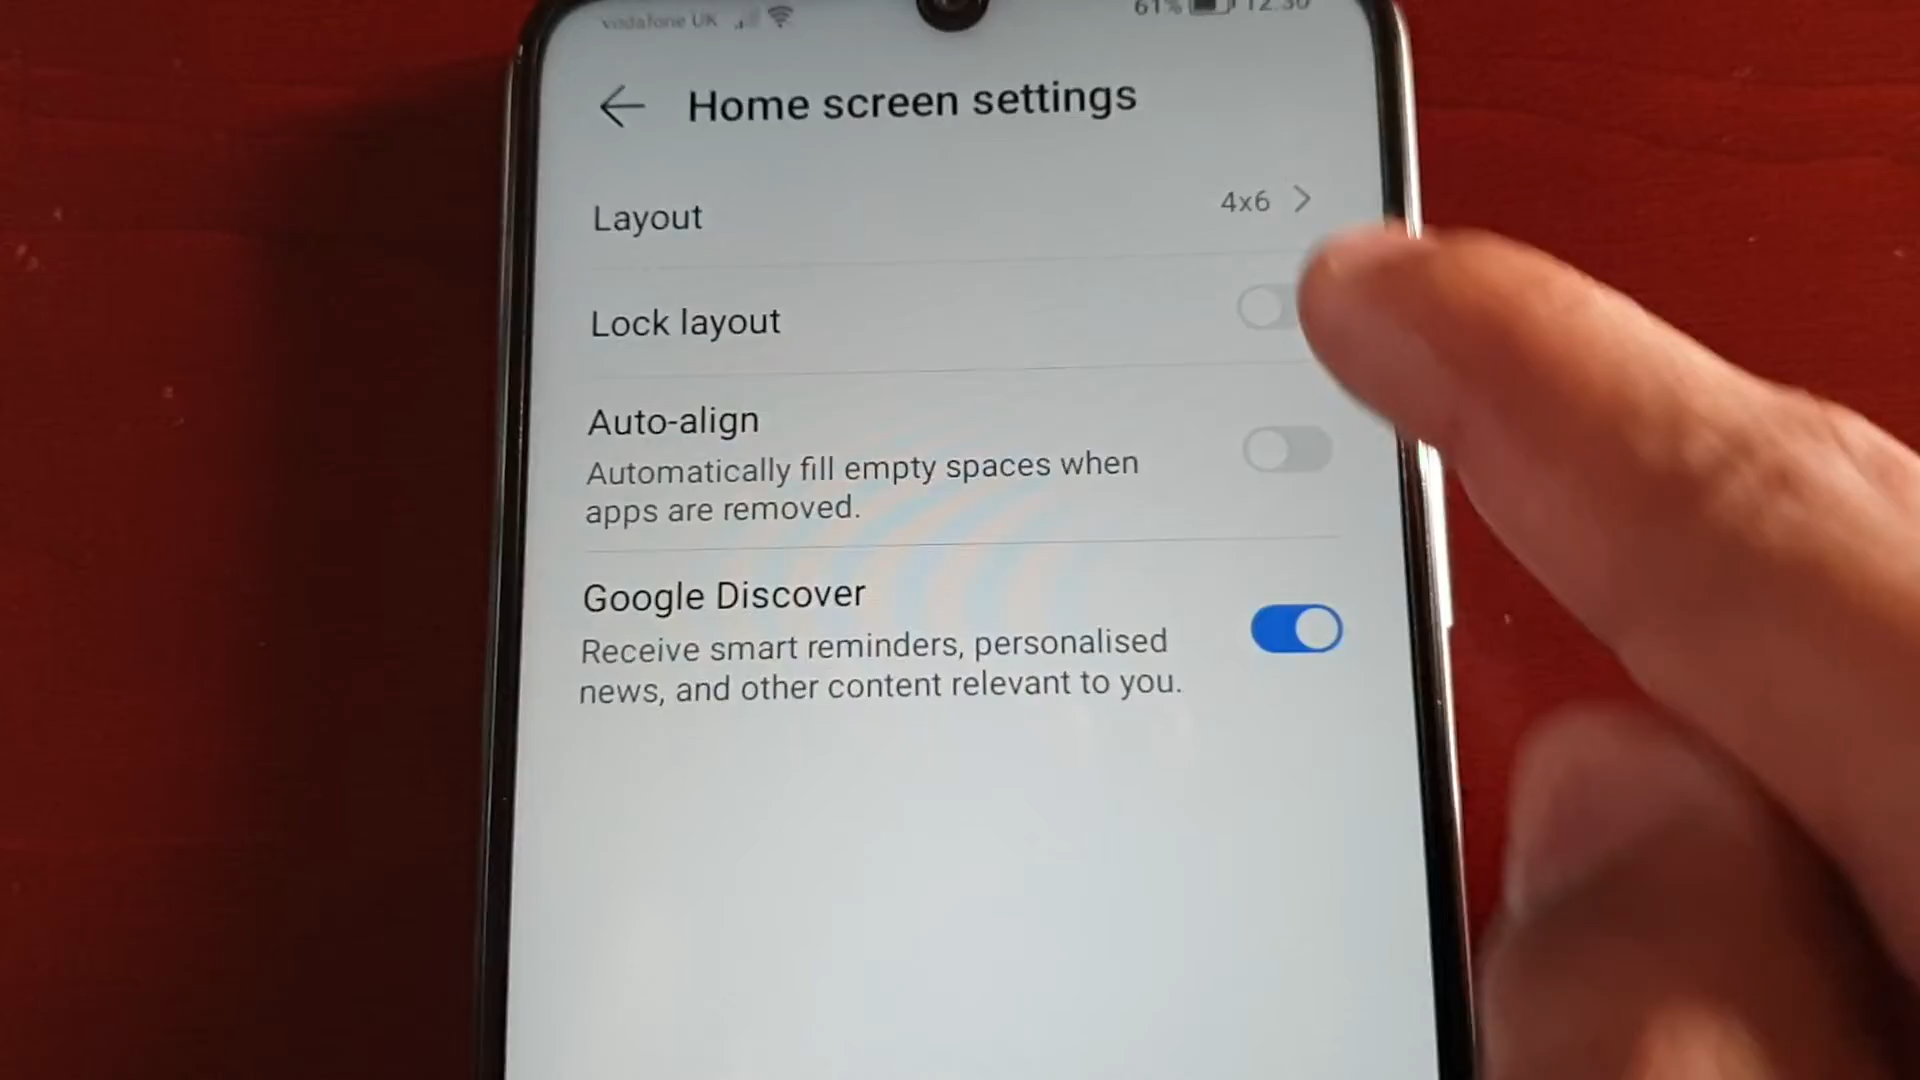 vodafone UK 61% 12:30
Home screen settings
Layout 4x6
Lock layout
Auto-align
Automatically fill empty spaces when
apps are removed.
Google Discover
Receive smart reminders, personalised
news, and other content relevant to you.